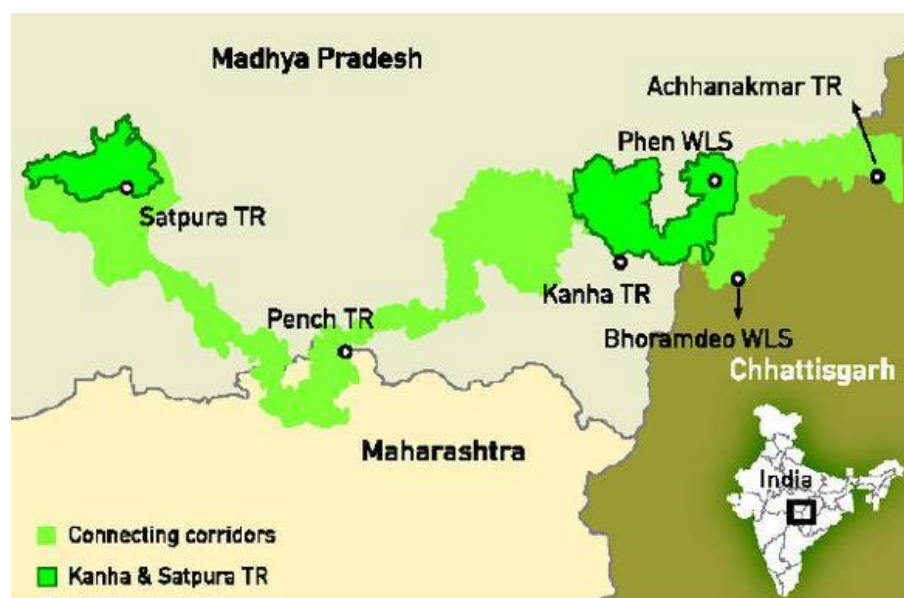 Madhya Pradesh
Achhanakmar TR
Phen WLS
Satpura TR
Kanha TR
Pench TR
Bhoramdeo WLS
Chhattisgarh
Maharashtra
India
Connecting corridors
Kanha & Satpura TR